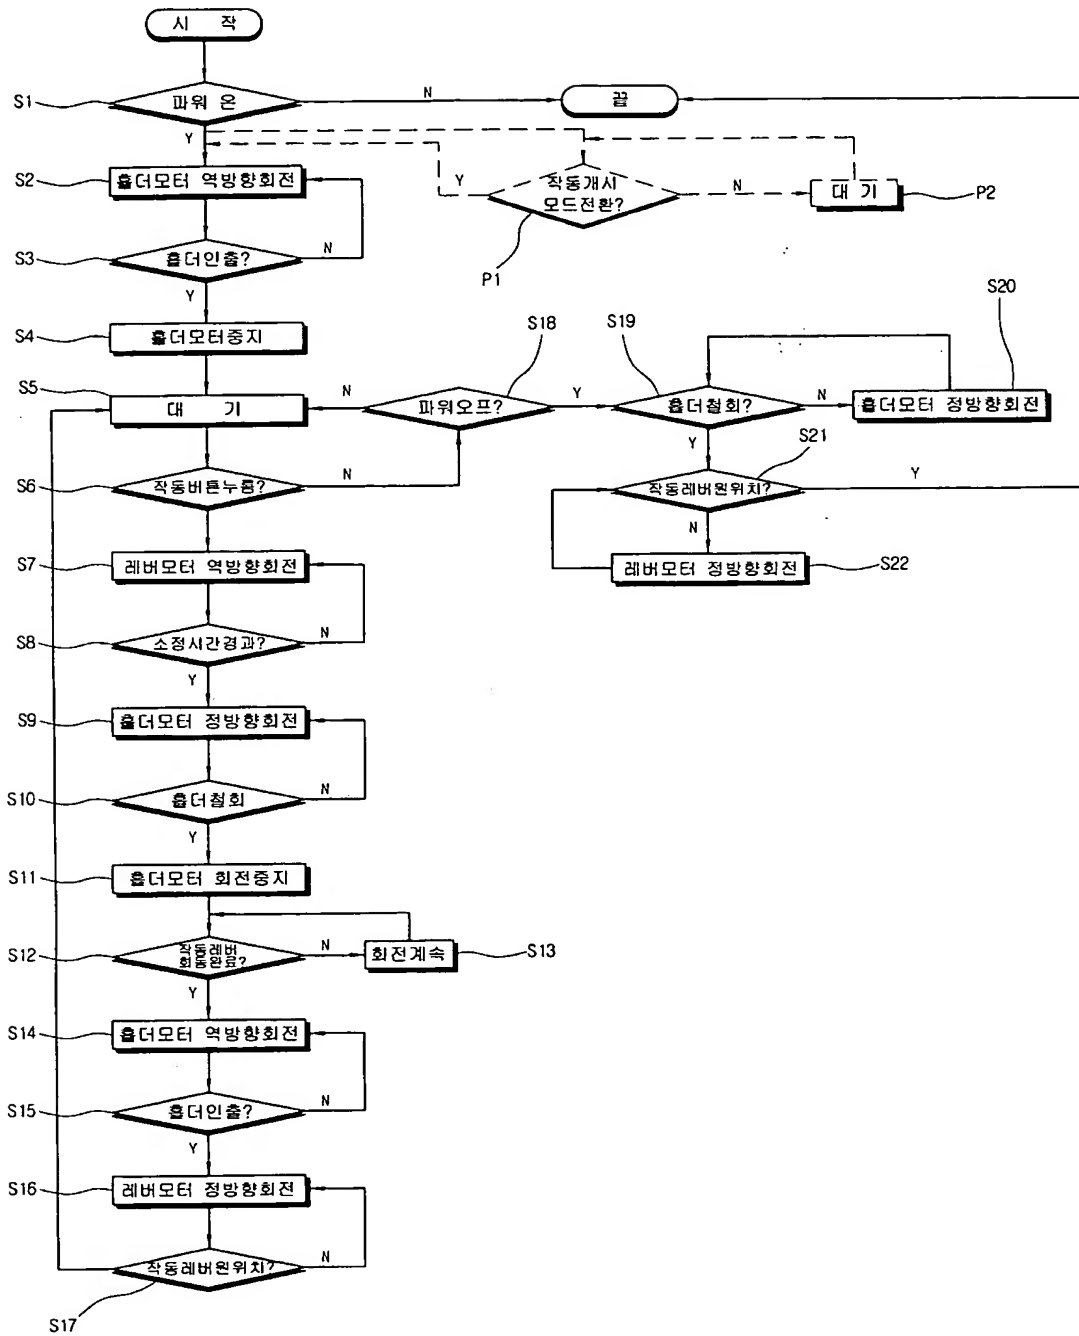 시 작
S1
파워 온
N
끝
Y
S2
홀더모터 역방향회전
Y
작동개시
모드전환?
N
대 기
P2
S3
홀더인출?
N
P1
Y
S4
홀더모터중지
S18
S19
S20
S5
대 기
N
파워오프?
Y
홀더철회?
N
홀더모터 정방향회전
Y
S21
S6
작동버튼누름?
N
작동레버원위치?
Y
N
S7
레버모터 역방향회전
레버모터 정방향회전
S22
S8
소정시간경과?
N
Y
S9
홀더모터 정방향회전
S10
홀더철회
N
Y
S11
홀더모터 회전중지
S12
작동레버
회동완료?
N
회전계속
S13
Y
S14
홀더모터 역방향회전
S15
홀더인출?
N
Y
S16
레버모터 정방향회전
작동레버원위치?
N
S17